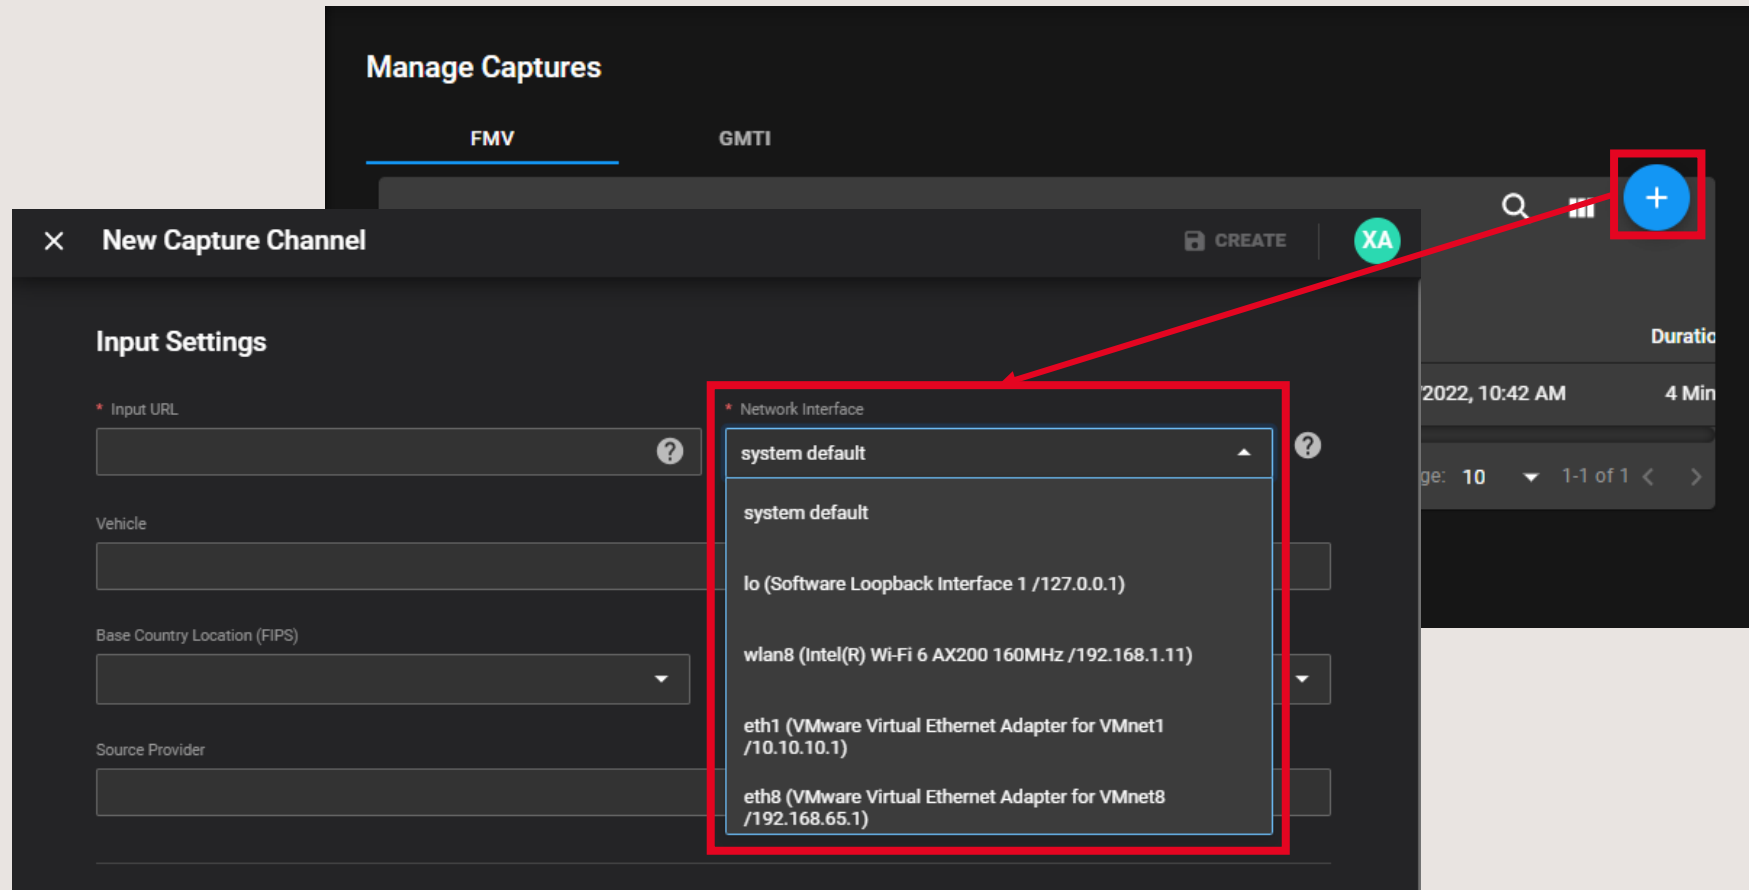 Manage Captures
FMV
GMTI
+
New Capture Channel
CREATE
XA
Input Settings
Duratio
/2022, 10:42 AM
4 Min
ge: 10
1-1 of 1
* Input URL
?
* Network Interface
system default
?
system default
lo (Software Loopback Interface 1 /127.0.0.1)
wlan8 (Intel(R) Wi-Fi 6 AX200 160MHz /192.168.1.11)
eth1 (VMware Virtual Ethernet Adapter for VMnet1
/10.10.10.1)
eth8 (VMware Virtual Ethernet Adapter for VMnet8
/192.168.65.1)
Vehicle
Base Country Location (FIPS)
Source Provider